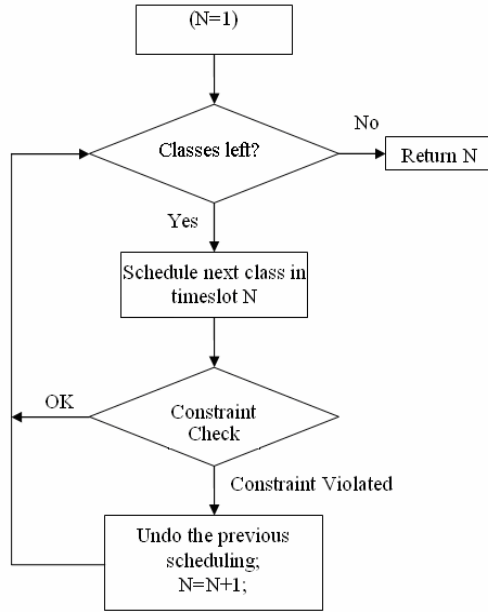 (N=1)
Classes left?
No
Return N
Yes
Schedule next class in
timeslot N
OK
Constraint
Check
Constraint Violated
Undo the previous
scheduling;
N=N+1;